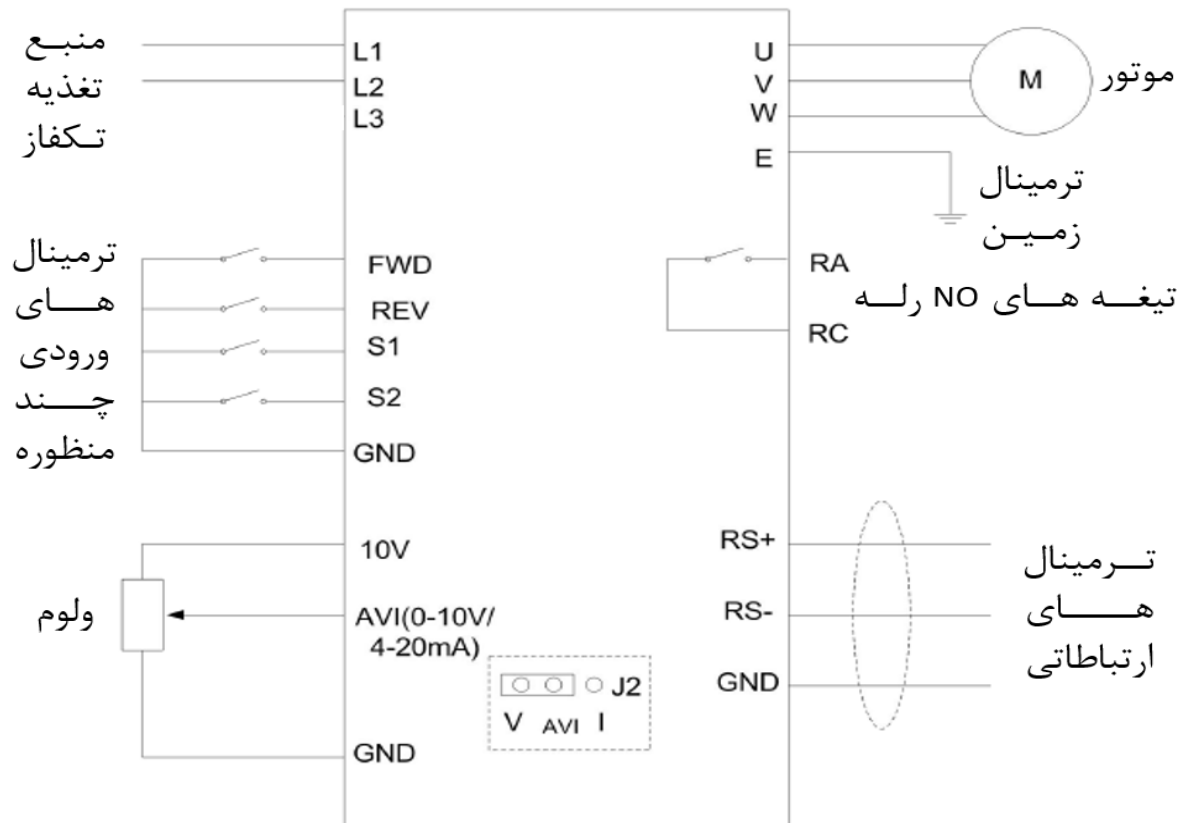 منبع
تغذیه
تکفاز
L1
L2
L3
U
V
W
E
M
موتور
ترمینال
زمین
ترمینال
های
ورودی
چند
منظوره
FWD
REV
S1
S2
GND
RA
تیغه های NO رله
RC
ولوم
10V
AVI(0-10V/
4-20mA)
GND
J2
V AVI I
RS+
RS-
GND
ترمینال
های
ارتباطاتی